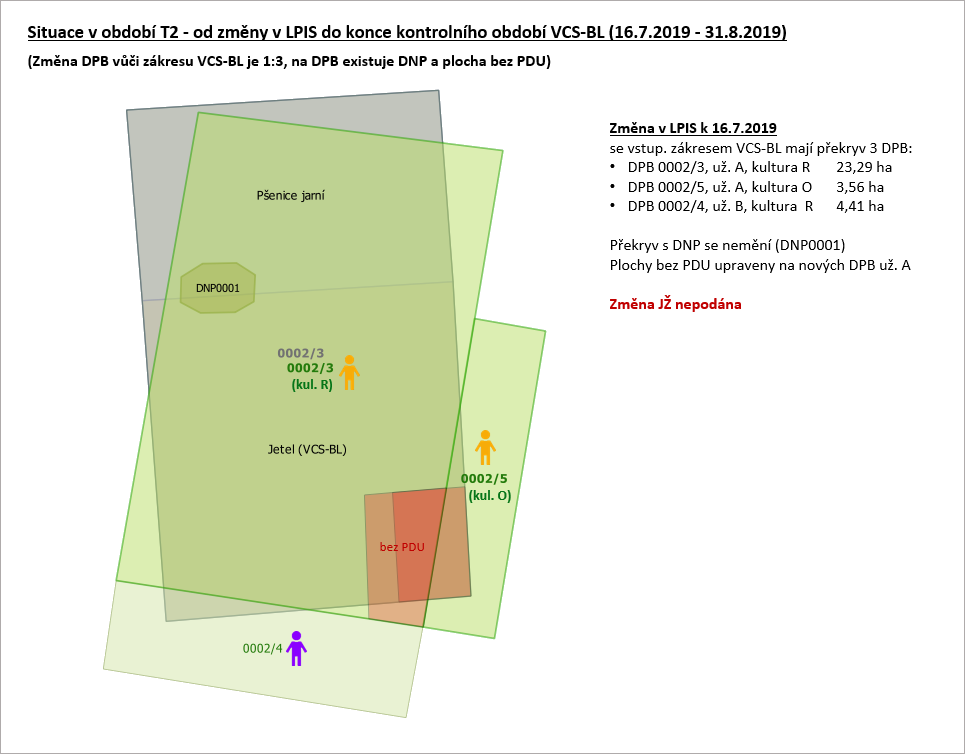 Situace v období T2 - od změny v LPIS do konce kontrolního období VCS-BL (16.7.2019 - 31.8.2019)
(Změna DPB vůči zákresu VCS-BL je 1:3, na DPB existuje DNP a plocha bez PDU)
Změna v LPIS k 16.7.2019
se vstup. zákresem VCS-BL mají překryv 3 DPB:
• DPB 0002/3, už. A, kultura R 23,29 ha
• DPB 0002/5, už. A, kultura O 3,56 ha
• DPB 0002/4, už. B, kultura R 4,41 ha
Překryv s DNP se nemění (DNP0001)
Plochy bez PDU upraveny na nových DPB už. A
Změna JŽ nepodána
Pšenice jarní
DNP0001
0002/3
0002/3
(kul. R)
Jetel (VCS-BL)
0002/5
(kul. O)
bez PDU
0002/4